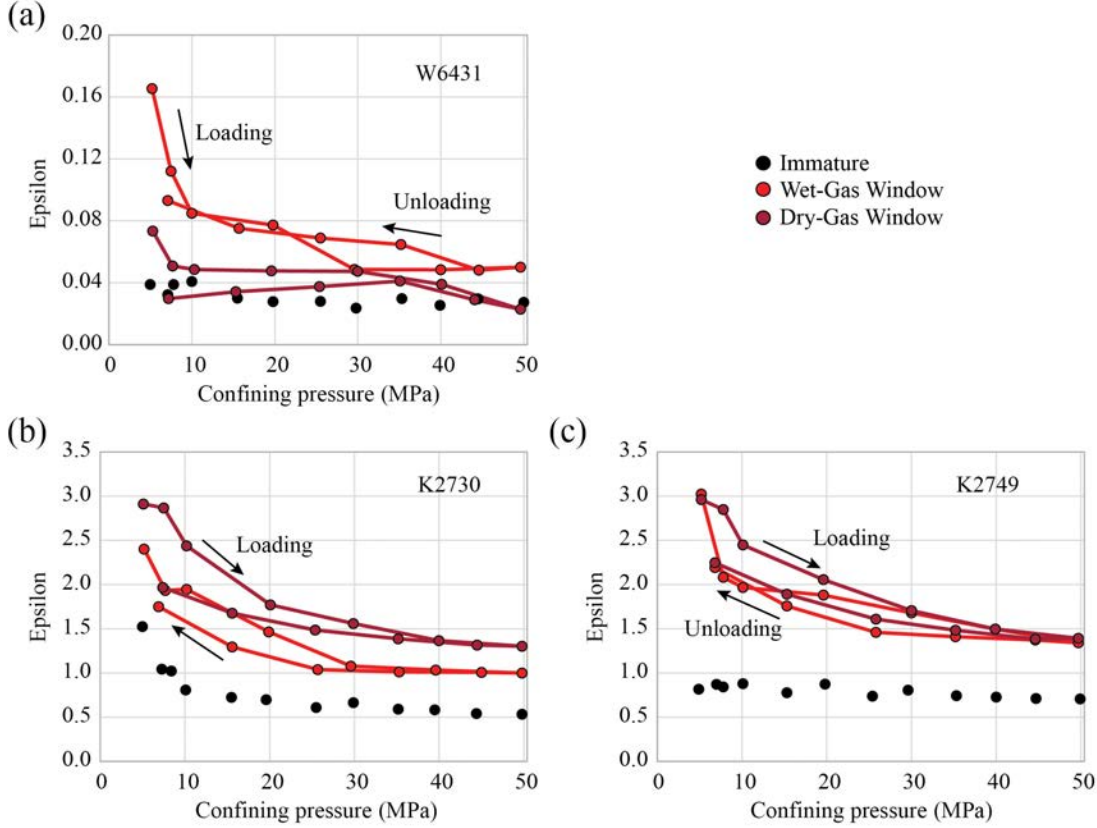 (a)
0.20
0.16
0.12
0.08
0.04
0.00
Epsilon
W6431
Loading
Unloading
0 10 20 30 40 50
Confining pressure (MPa)
Immature
Wet-Gas Window
Dry-Gas Window
(b)
3.5
3.0
2.5
2.0
1.5
1.0
0.5
0.0
Epsilon
K2730
Loading
0 10 20 30 40 50
Confining pressure (MPa)
(c)
3.5
3.0
2.5
2.0
1.5
1.0
0.5
0.0
Epsilon
K2749
Loading
Unloading
0 10 20 30 40 50
Confining pressure (MPa)